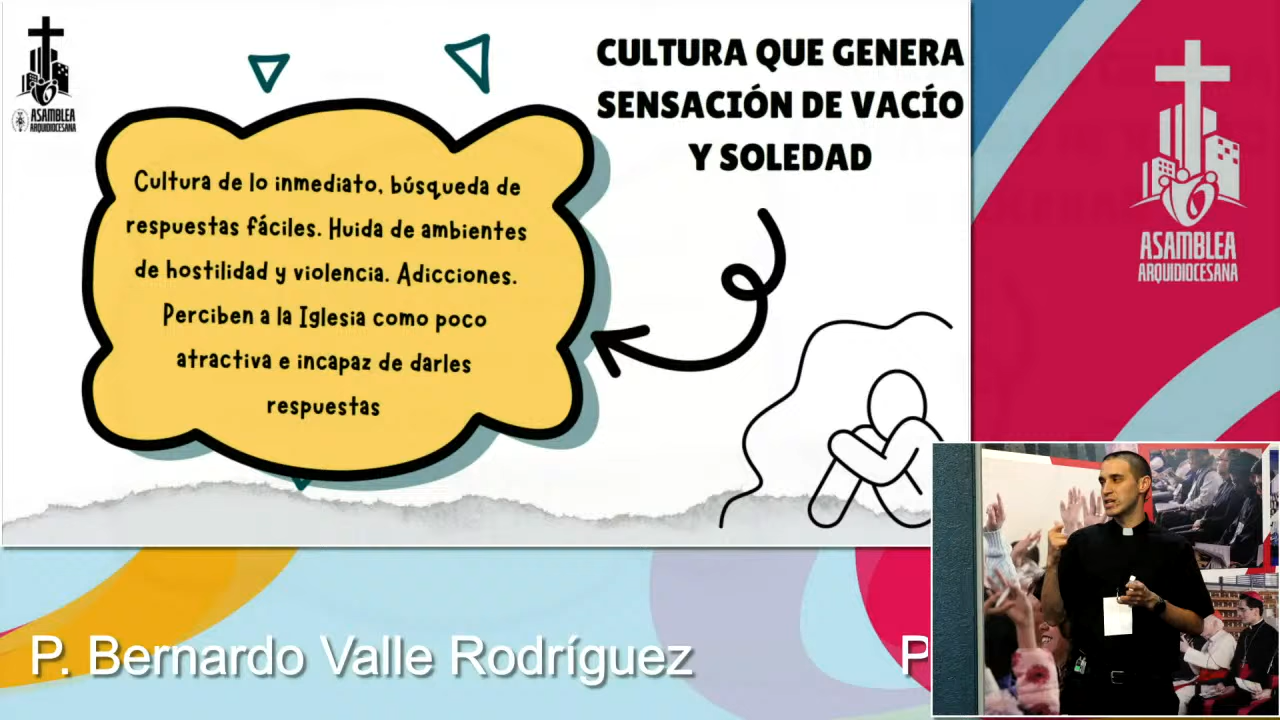 ASAMBLEA
ARQUIDIOCESANA
CULTURA QUE GENERA
SENSACIÓN DE VACÍO
Y SOLEDAD
Cultura de lo inmediato, búsqueda de
respuestas fáciles. Huida de ambientes
de hostilidad y violencia. Adicciones.
Perciben a la Iglesia como poco
atractiva e incapaz de darles
respuestas
ASAMBLEA
ARQUIDIOCESANA
P. Bernardo Valle Rodríguez
P